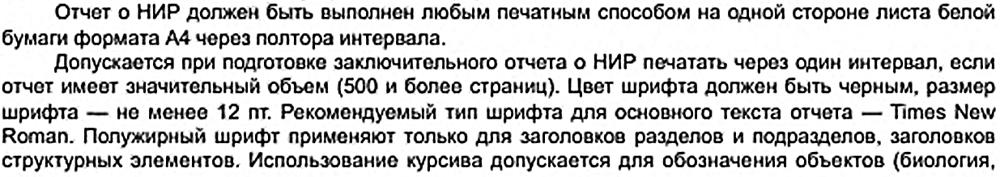 Отчет о НИР должен быть выполнен любым печатным способом на одной стороне листа белой
бумаги формата А4 через полтора интервала.
Допускается при подготовке заключительного отчета о НИР печатать через один интервал, если
отчет имеет значительный объем (500 и более страниц). Цвет шрифта должен быть черным, размер
шрифта — не менее 12 пт. Рекомендуемый тип шрифта для основного текста отчета — Times New
Roman. Полужирный шрифт применяют только для заголовков разделов и подразделов, заголовков
структурных элементов. Использование курсива допускается для обозначения объектов (биология,